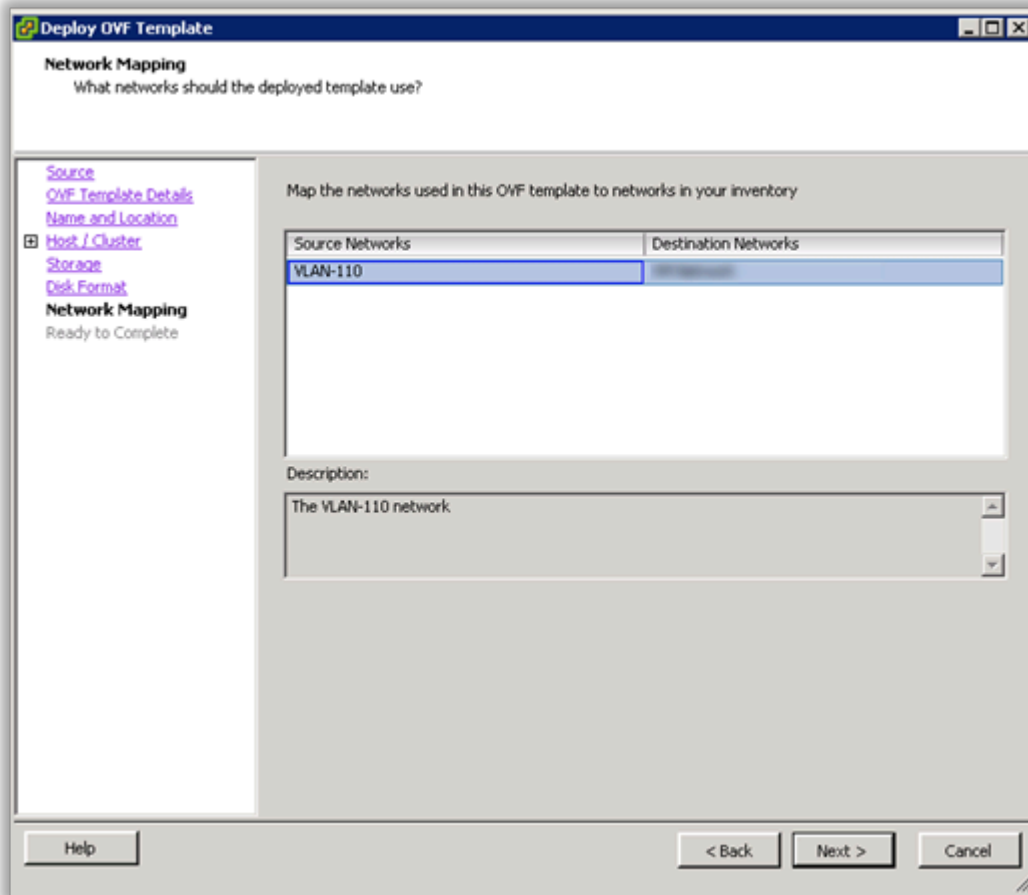 Deploy OVF Template
Network Mapping
What networks should the deployed template use?
Source
OVF Template Details
Name and Location
Host / Cluster
Storage
Disk Format
Network Mapping
Ready to Complete
Map the networks used in this OVF template to networks in your inventory
Source Networks Destination Networks
VLAN-110
Description:
The VLAN-110 network
Help < Back Next > Cancel